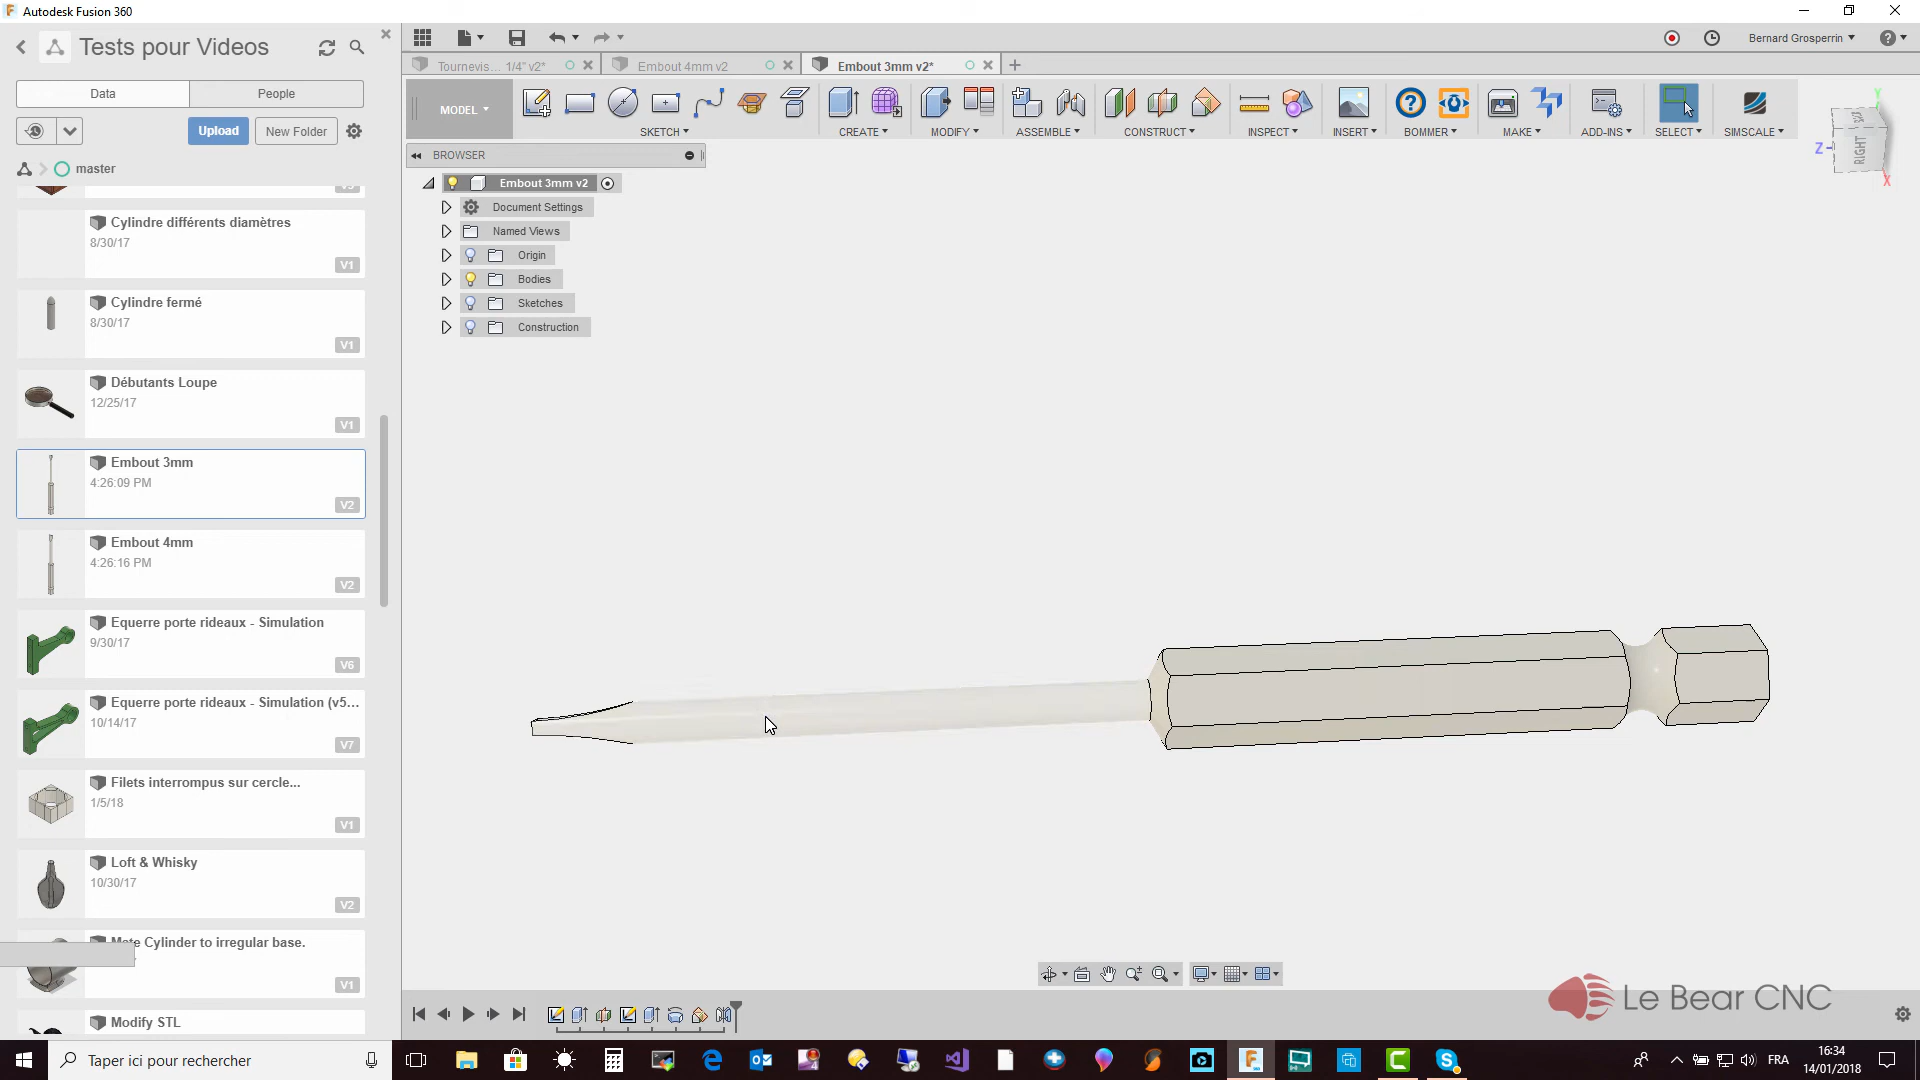 Autodesk Fusion 360
Tests pour Videos
Bernard Grosperrin
Tournevis... 1/4" v2*
Embout 4mm v2
Embout 3mm v2*
Data
People
MODEL
SKETCH
CREATE
MODIFY
ASSEMBLE
CONSTRUCT
INSPECT
INSERT
BOMMER
MAKE
ADD-INS
SELECT
SIMSCALE
Upload
New Folder
BROWSER
master
Embout 3mm v2
Document Settings
Named Views
Origin
Bodies
Sketches
Construction
Z
RIGHT
X
Y
Cylindre différents diamètres
8/30/17
V1
Cylindre fermé
8/30/17
V1
Débutants Loupe
12/25/17
V1
Embout 3mm
4:26:09 PM
V2
Embout 4mm
4:26:16 PM
V2
Equerre porte rideaux - Simulation
9/30/17
V6
Equerre porte rideaux - Simulation (v5...
10/14/17
V7
Filets interrompus sur cercle...
1/5/18
V1
Loft & Whisky
10/30/17
V2
Mate Cylinder to irregular base.
V1
Modify STL
Le Bear CNC
Taper ici pour rechercher
FRA
16:34
14/01/2018